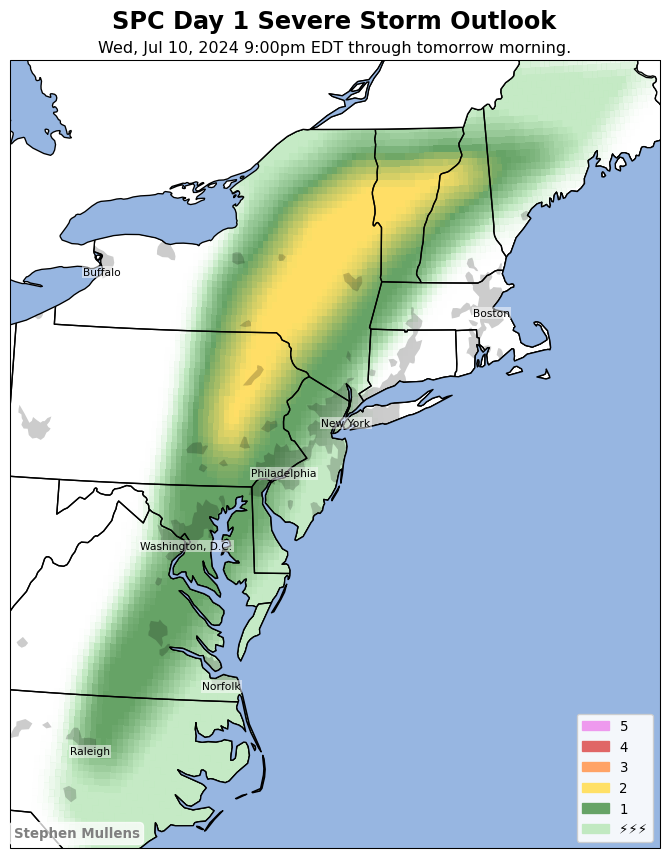 SPC Day 1 Severe Storm Outlook
Wed, Jul 10, 2024 9:00pm EDT through tomorrow morning.
Buffalo
Boston
New York
Philadelphia
Washington, D.C.
Norfolk
Raleigh
5
4
3
2
1
⚡⚡⚡
Stephen Mullens